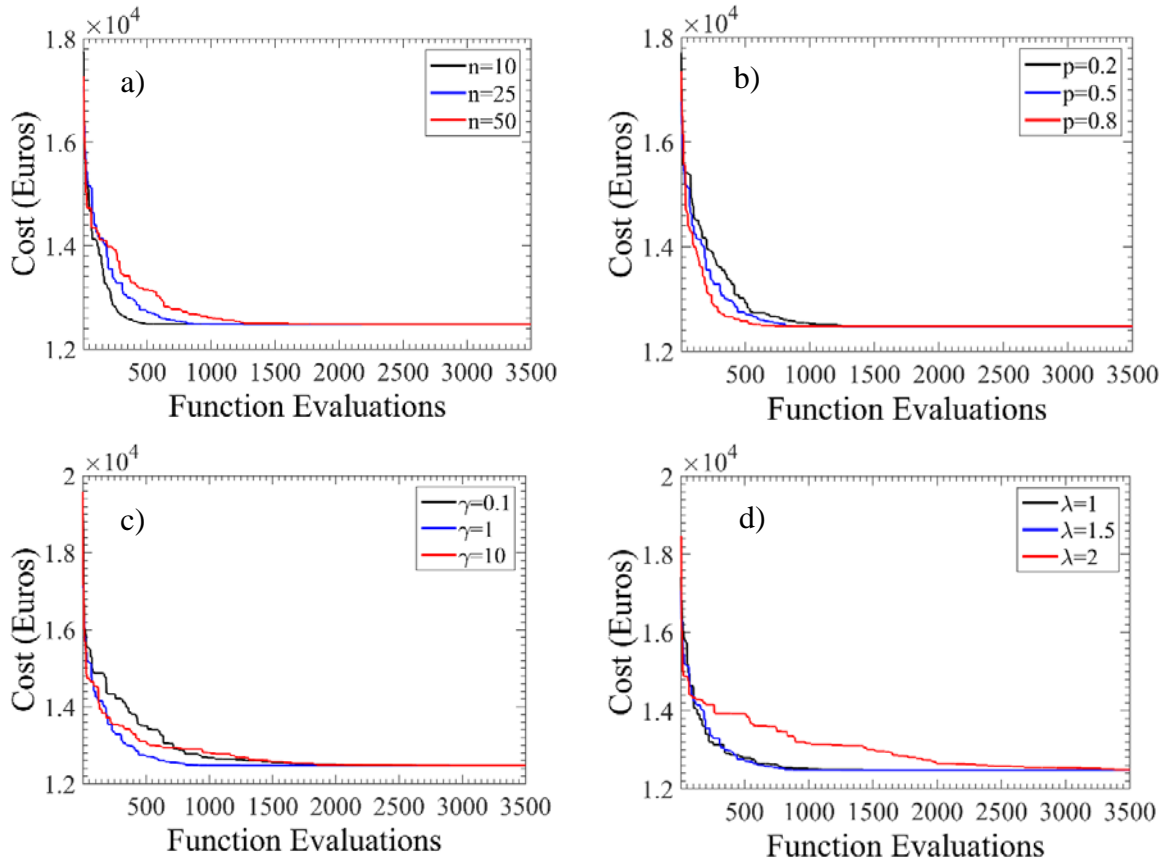 ×10⁴
1.8
1.6
1.4
1.2
Cost (Euros)
a)
n=10
n=25
n=50
500 1000 1500 2000 2500 3000 3500
Function Evaluations
×10⁴
1.8
1.6
1.4
1.2
Cost (Euros)
b)
p=0.2
p=0.5
p=0.8
500 1000 1500 2000 2500 3000 3500
Function Evaluations
×10⁴
2
1.8
1.6
1.4
1.2
Cost (Euros)
c)
γ=0.1
γ=1
γ=10
500 1000 1500 2000 2500 3000 3500
Function Evaluations
×10⁴
2
1.8
1.6
1.4
1.2
Cost (Euros)
d)
λ=1
λ=1.5
λ=2
500 1000 1500 2000 2500 3000 3500
Function Evaluations